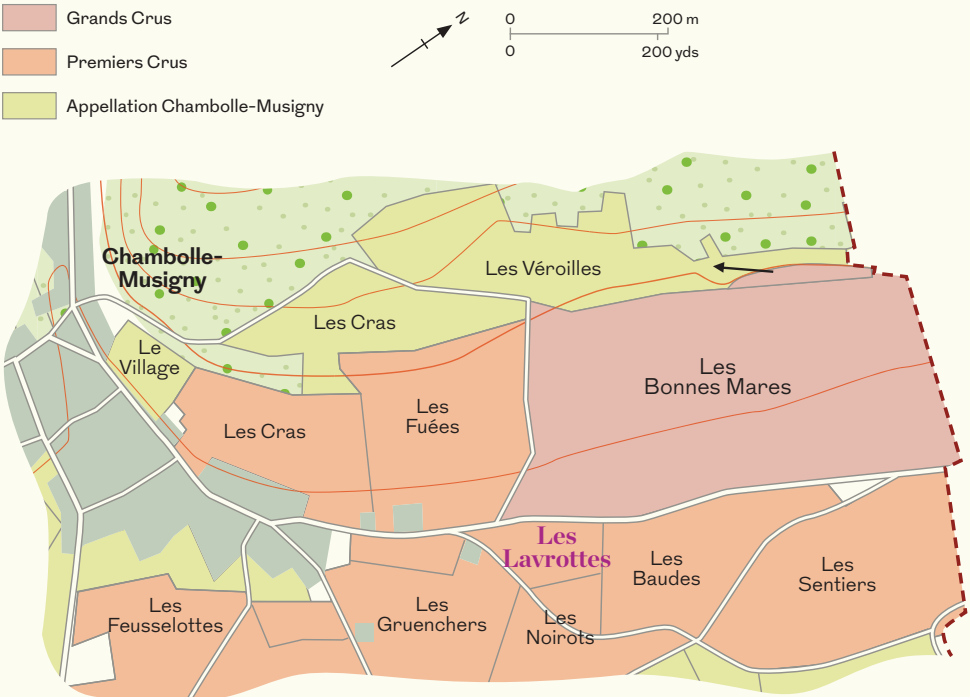 Grands Crus
Premiers Crus
Appellation Chambolle-Musigny
N
0
200 m
0
200 yds
Chambolle-
Musigny
Les Véroilles
Les Cras
Le
Village
Les
Bonnes Mares
Les
Fuées
Les Cras
Les
Lavrottes
Les
Baudes
Les
Sentiers
Les
Feusselottes
Les
Gruenchers
Les
Noirots